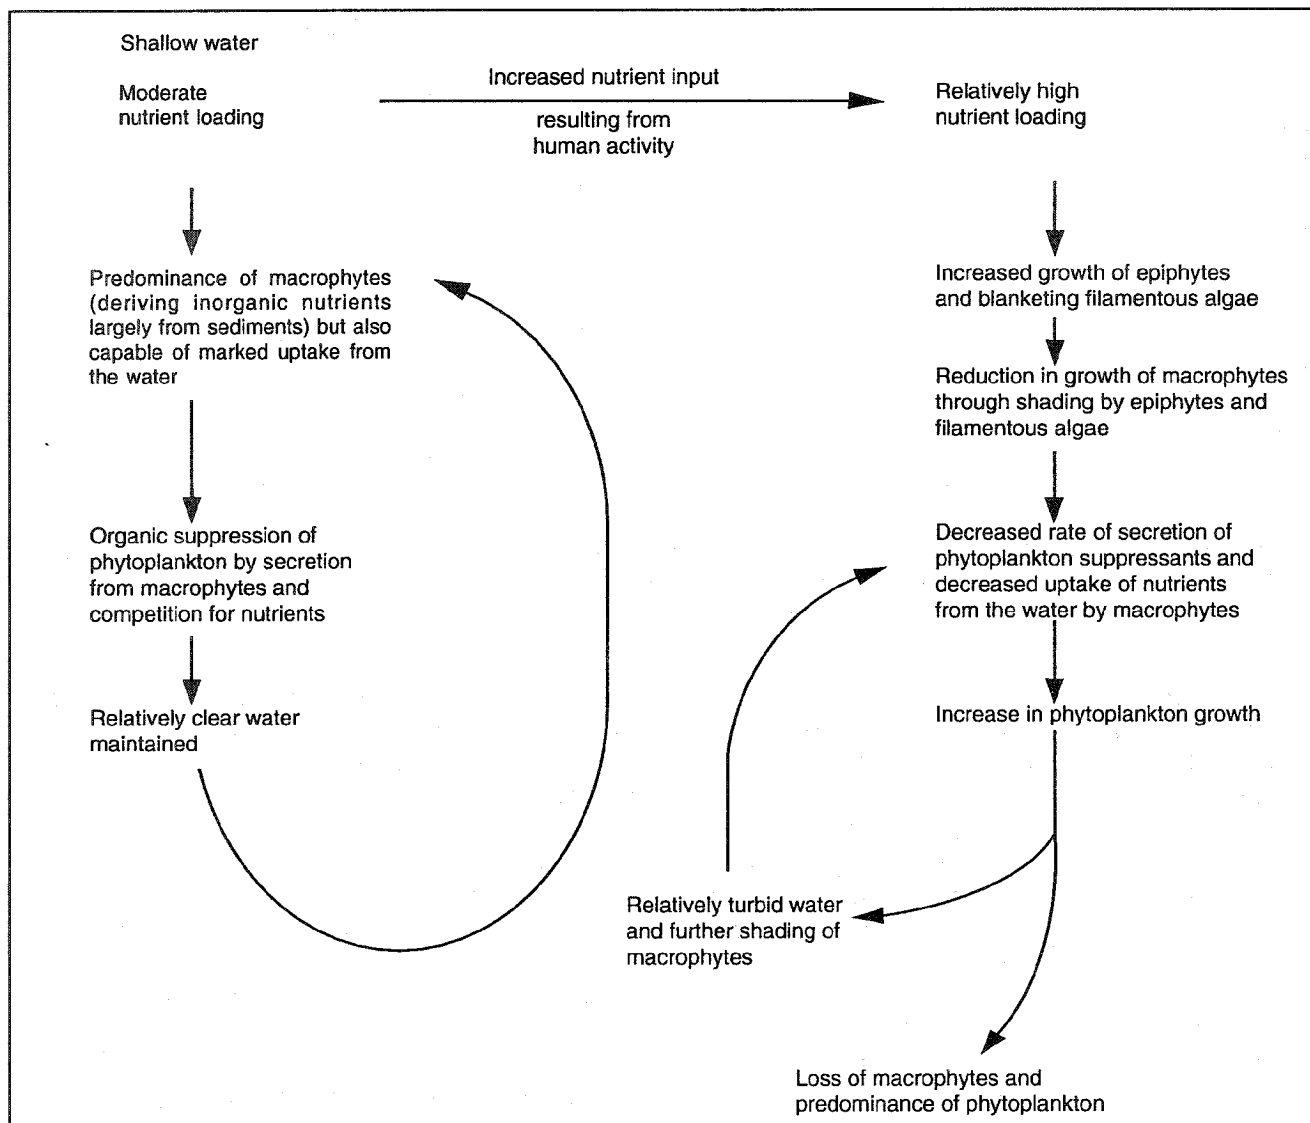 Shallow water
Moderate
nutrient loading
Increased nutrient input
resulting from
human activity
Relatively high
nutrient loading
Predominance of macrophytes
(deriving inorganic nutrients
largely from sediments) but also
capable of marked uptake from
the water
Organic suppression of
phytoplankton by secretion
from macrophytes and
competition for nutrients
Relatively clear water
maintained
Increased growth of epiphytes
and blanketing filamentous algae
Reduction in growth of macrophytes
through shading by epiphytes and
filamentous algae
Decreased rate of secretion of
phytoplankton suppressants and
decreased uptake of nutrients
from the water by macrophytes
Increase in phytoplankton growth
Relatively turbid water
and further shading of
macrophytes
Loss of macrophytes and
predominance of phytoplankton